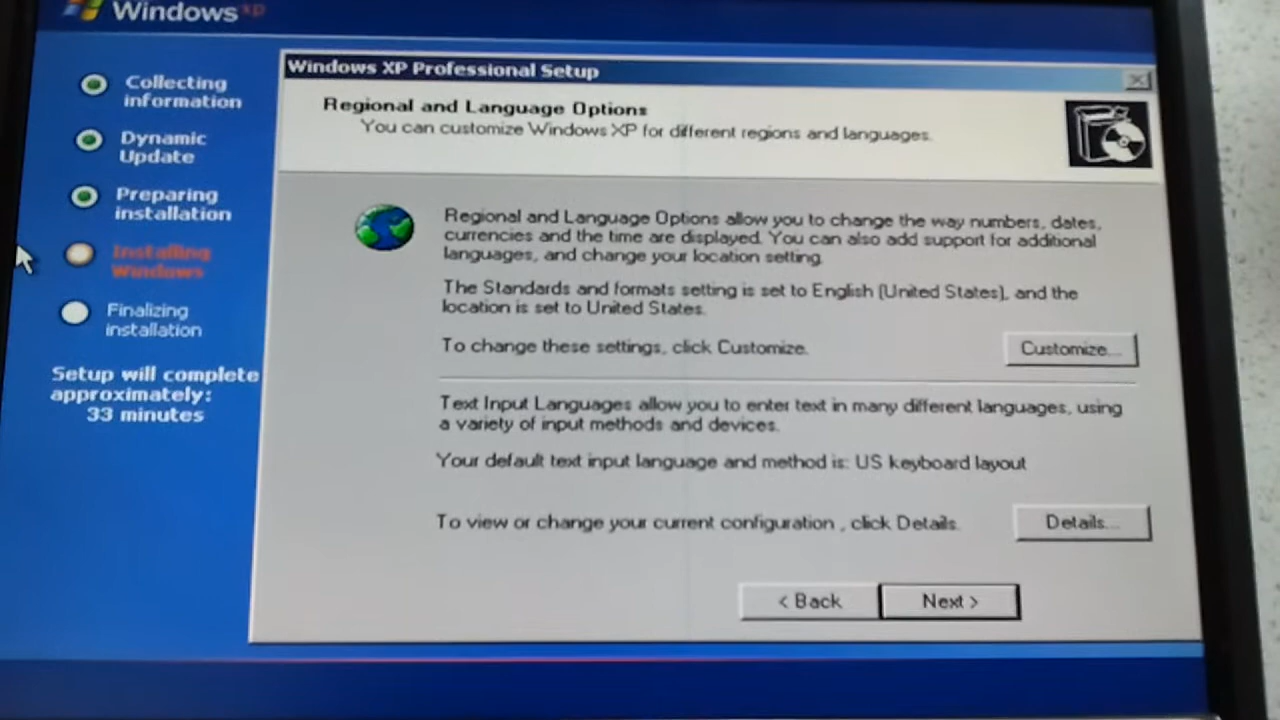 Windows xp
Collecting
information
Dynamic
Update
Preparing
installation
Installing
Windows
Finalizing
installation
Setup will complete
approximately:
33 minutes
Windows XP Professional Setup
Regional and Language Options
You can customize Windows XP for different regions and languages.
Regional and Language Options allow you to change the way numbers, dates,
currencies and the time are displayed. You can also add support for additional
languages, and change your location setting.
The Standards and formats setting is set to English (United States), and the
location is set to United States.
To change these settings, click Customize.
Customize...
Text Input Languages allow you to enter text in many different languages, using
a variety of input methods and devices.
Your default text input language and method is: US keyboard layout
To view or change your current configuration , click Details.
Details...
< Back
Next >